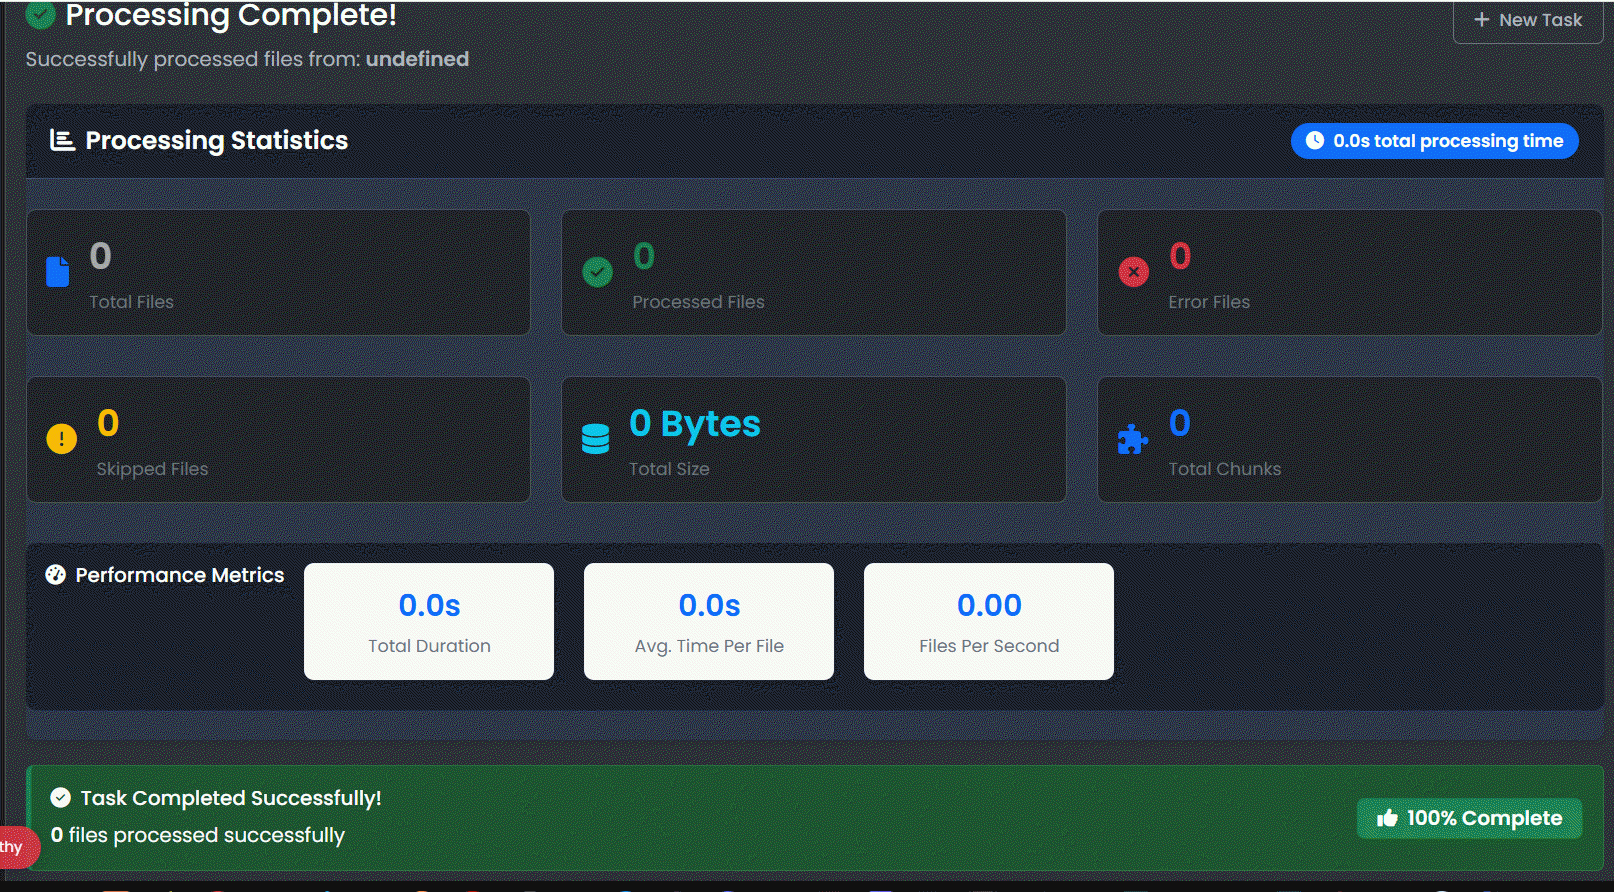 Processing Complete!
New Task
Successfully processed files from: undefined
Processing Statistics
0.0s total processing time
0
Total Files
0
Processed Files
0
Error Files
0
Skipped Files
0 Bytes
Total Size
0
Total Chunks
Performance Metrics
0.0s
Total Duration
0.0s
Avg. Time Per File
0.00
Files Per Second
Task Completed Successfully!
0 files processed successfully
100% Complete
thy